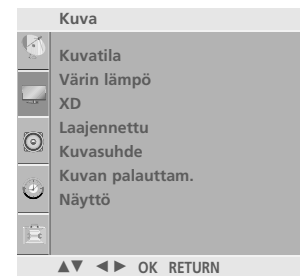 Kuva
Kuvatila
Värin lämpö
XD
Laajennettu
Kuvasuhde
Kuvan palauttam.
Näyttö
▲▼ ◄► OK RETURN